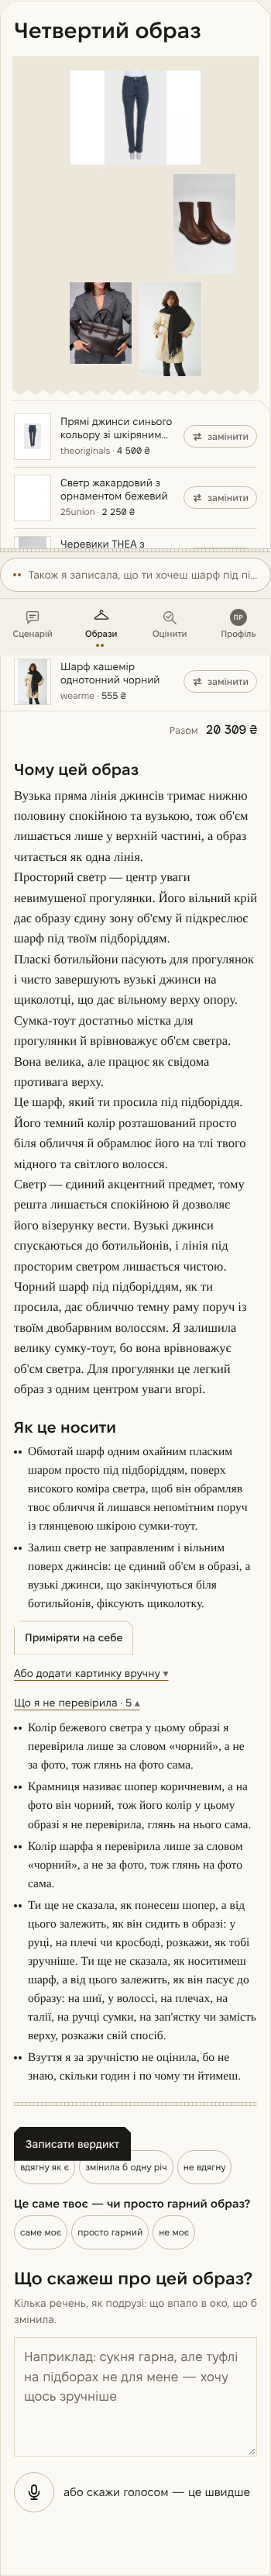 Четвертий образ
Прямі джинси синього
кольору зі шкіряним…
theoriginals · 4 500 ₴
замінити
Светр жакардовий з
орнаментом бежевий
25union · 2 250 ₴
замінити
Черевики THEA з
Також я записала, що ти хочеш шарф під пі…
Сценарій
Образи
Оцінити
ПР
Профіль
Шарф кашемір
однотонний чорний
wearme · 555 ₴
замінити
Разом 20 309 ₴
Чому цей образ
Вузька пряма лінія джинсів тримає нижню
половину спокійною та вузькою, тож об'єм
лишається лише у верхній частині, а образ
читається як одна лінія.
Просторий светр — центр уваги
невимушеної прогулянки. Його вільний крій
дає образу єдину зону об'єму й підкреслює
шарф під твоїм підборіддям.
Пласкі ботильйони пасують для прогулянок
і чисто завершують вузькі джинси на
щиколотці, що дає вільному верху опору.
Сумка-тоут достатньо містка для
прогулянки й врівноважує об'єм светра.
Вона велика, але працює як свідома
противага верху.
Це шарф, який ти просила під підборіддя.
Його темний колір розташований просто
біля обличчя й обрамлює його на тлі твого
мідного та світлого волосся.
Светр — єдиний акцентний предмет, тому
решта лишається спокійною й дозволяє
його візерунку вести. Вузькі джинси
спускаються до ботильйонів, і лінія під
просторим светром лишається чистою.
Чорний шарф під підборіддям, як ти
просила, дає обличчю темну раму поруч із
твоїм двобарвним волоссям. Я залишила
велику сумку-тоут, бо вона врівноважує
об'єм светра. Для прогулянки це легкий
образ з одним центром уваги вгорі.
Як це носити
Обмотай шарф одним охайним пласким
шаром просто під підборіддям, поверх
високого коміра светра, щоб він обрамляв
твоє обличчя й лишався непомітним поруч
із глянцевою шкірою сумки-тоут.
Залиш светр не заправленим і вільним
поверх джинсів: це єдиний об'єм в образі, а
вузькі джинси, що закінчуються біля
ботильйонів, фіксують щиколотку.
Приміряти на себе
Або додати картинку вручну ▾
Що я не перевірила · 5 ▴
Колір бежевого светра у цьому образі я
перевірила лише за словом «чорний», а не
за фото, тож глянь на фото сама.
Крамниця називає шопер коричневим, а на
фото він чорний, тож його колір у цьому
образі я не перевірила, глянь на нього сама.
Колір шарфа я перевірила лише за словом
«чорний», а не за фото, тож глянь на фото
сама.
Ти ще не сказала, як понесеш шопер, а від
цього залежить, як він сидить в образі: у
руці, на плечі чи кросбоді, розкажи, як тобі
зручніше. Ти ще не сказала, як носитимеш
шарф, а від цього залежить, як він пасує до
образу: на шиї, у волоссі, на плечах, на
талії, на ручці сумки, на зап'ястку чи замість
верху, розкажи свій спосіб.
Взуття я за зручністю не оцінила, бо не
знаю, скільки годин і по чому ти йтимеш.
Записати вердикт
вдягну як є
змінила б одну річ
не вдягну
Це саме твоє — чи просто гарний образ?
саме моє
просто гарний
не моє
Що скажеш про цей образ?
Кілька речень, як подрузі: що впало в око, що б
змінила.
Наприклад: сукня гарна, але туфлі
на підборах не для мене — хочу
щось зручніше
або скажи голосом — це швидше